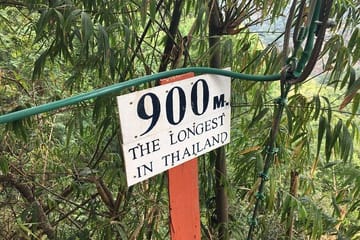 900 M.
THE LONGEST
IN THAILAND